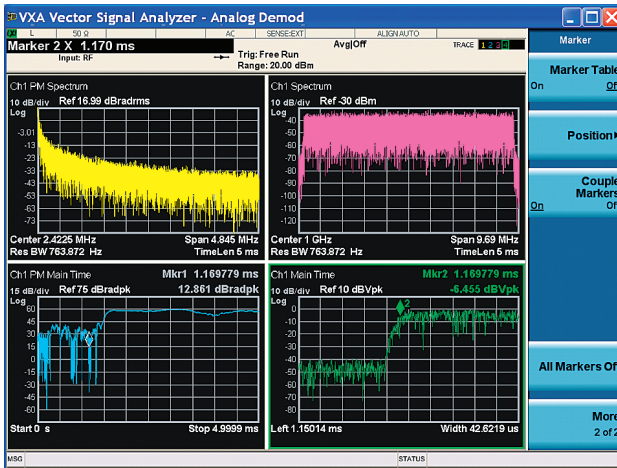 VXA Vector Signal Analyzer - Analog Demod
L 50 Ω AC SENSE:EXT ALIGN AUTO
Marker 2 X 1.170 ms
Input: RF
Trig: Free Run
Range: 20.00 dBm
Avg|Off
TRACE 1 2 3 4
Marker
Marker Table
On Of
Position
Couple
Markers
On Of
All Markers Of
More
2 of 2
Ch1 PM Spectrum
10 dB/div Ref 16.99 dBradrms
Log
-3.01
-13
-23
-33
-43
-53
-63
-73
Center 2.4225 MHz Span 4.845 MHz
Res BW 763.872 Hz TimeLen 5 ms
Ch1 Spectrum
10 dB/div Ref -30 dBm
Log
-40
-50
-60
-70
-80
-90
-100
-110
-120
Center 1 GHz Span 9.69 MHz
Res BW 763.872 Hz TimeLen 5 ms
Ch1 PM Main Time Mkr1 1.169779 ms
15 dB/div Ref 75 dBradpk 12.861 dBradpk
Log
60
45
30
15
0
-15
-30
-45
-60
Start 0 s Stop 4.9999 ms
Ch1 Main Time Mkr2 1.169779 ms
10 dB/div Ref 10 dBVpk -6.455 dBVpk
Log
0
-10
-20
-30
-40
-50
-60
-70
-80
2
Left 1.15014 ms Width 42.6219 us
MSG STATUS